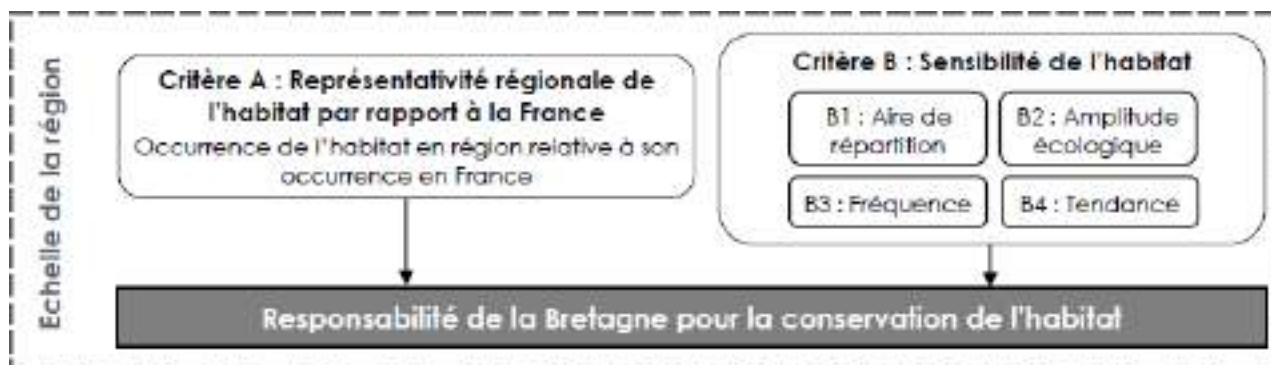 Echelle de la région
Critère A : Représentativité régionale de
l'habitat par rapport à la France
Occurrence de l'habitat en région relative à son
occurrence en France
Critère B : Sensibilité de l'habitat
B1 : Aire de
répartition
B2 : Amplitude
écologique
B3 : Fréquence
B4 : Tendance
Responsabilité de la Bretagne pour la conservation de l'habitat